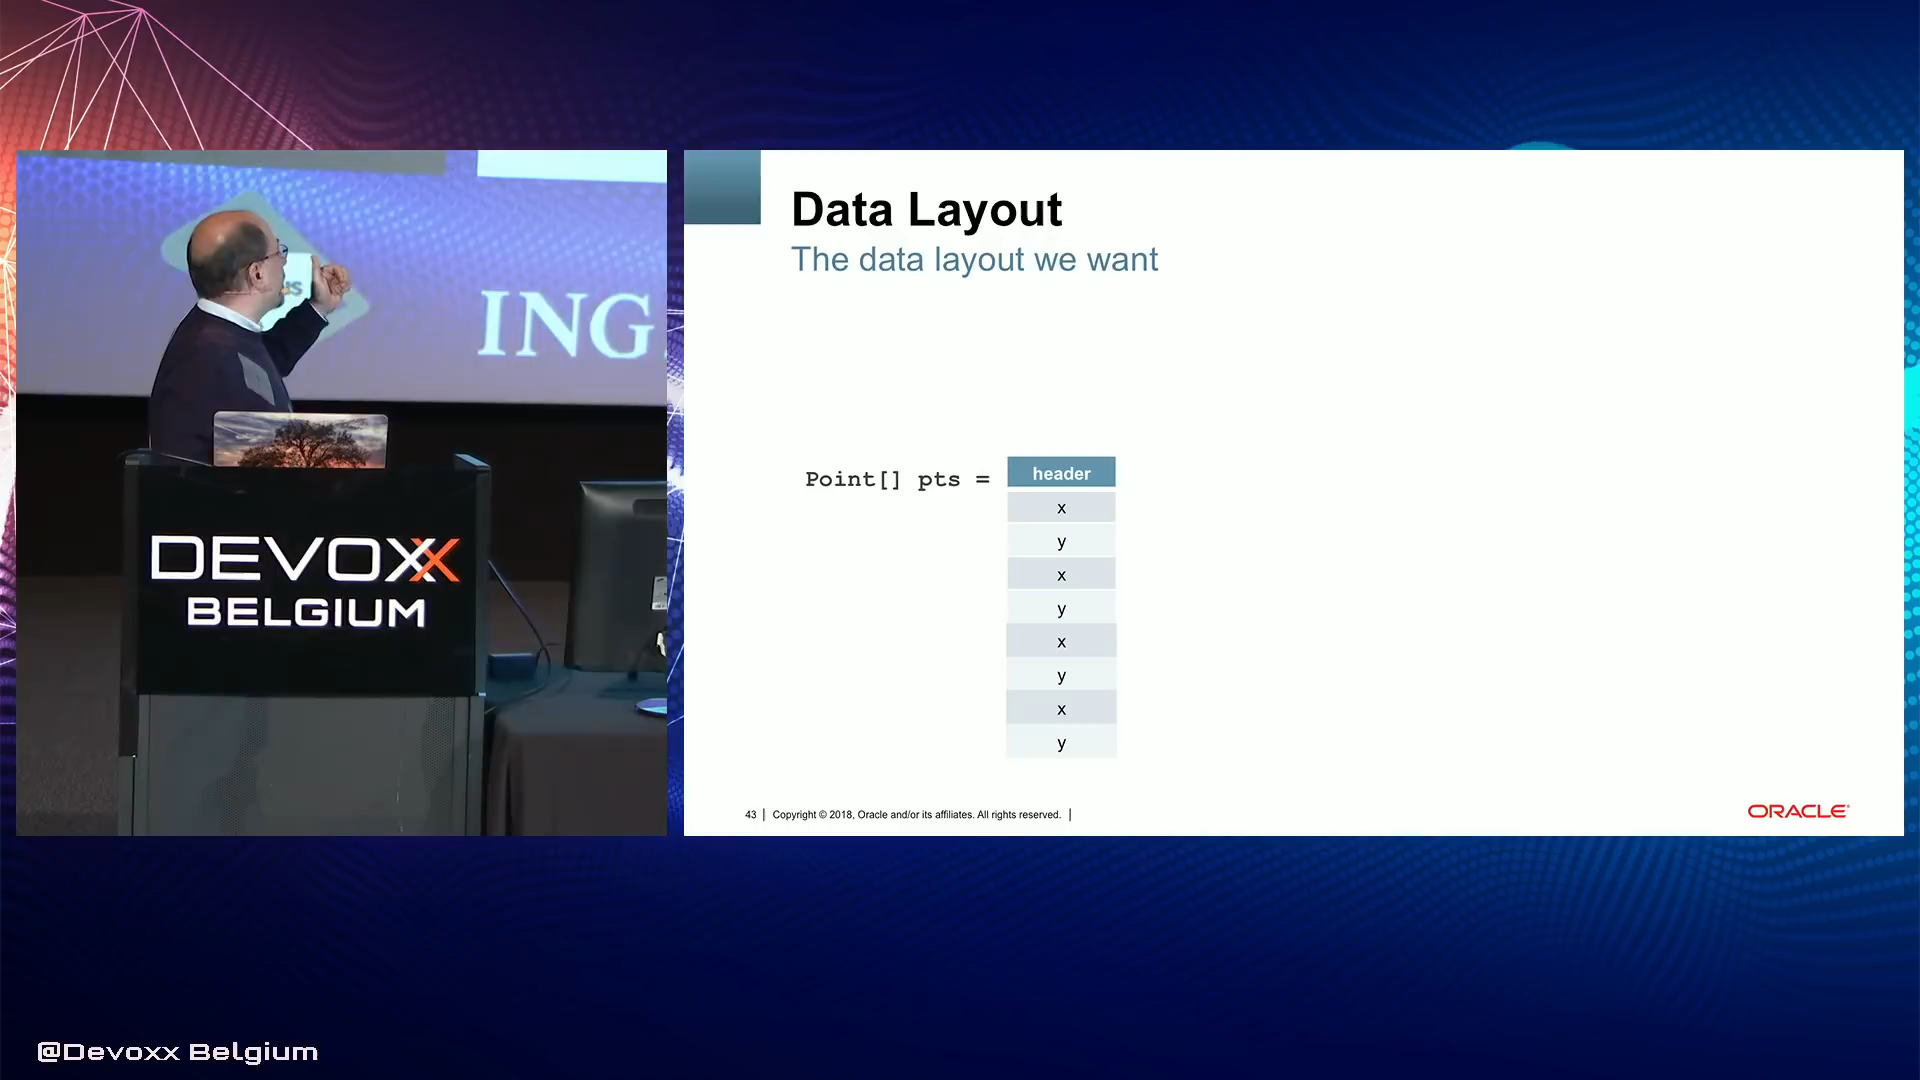 ING
DEVOXX
BELGIUM
Data Layout
The data layout we want
Point[] pts =
header
x
y
x
y
x
y
x
y
43 | Copyright © 2018, Oracle and/or its affiliates. All rights reserved. |
ORACLE
@Devoxx Belgium